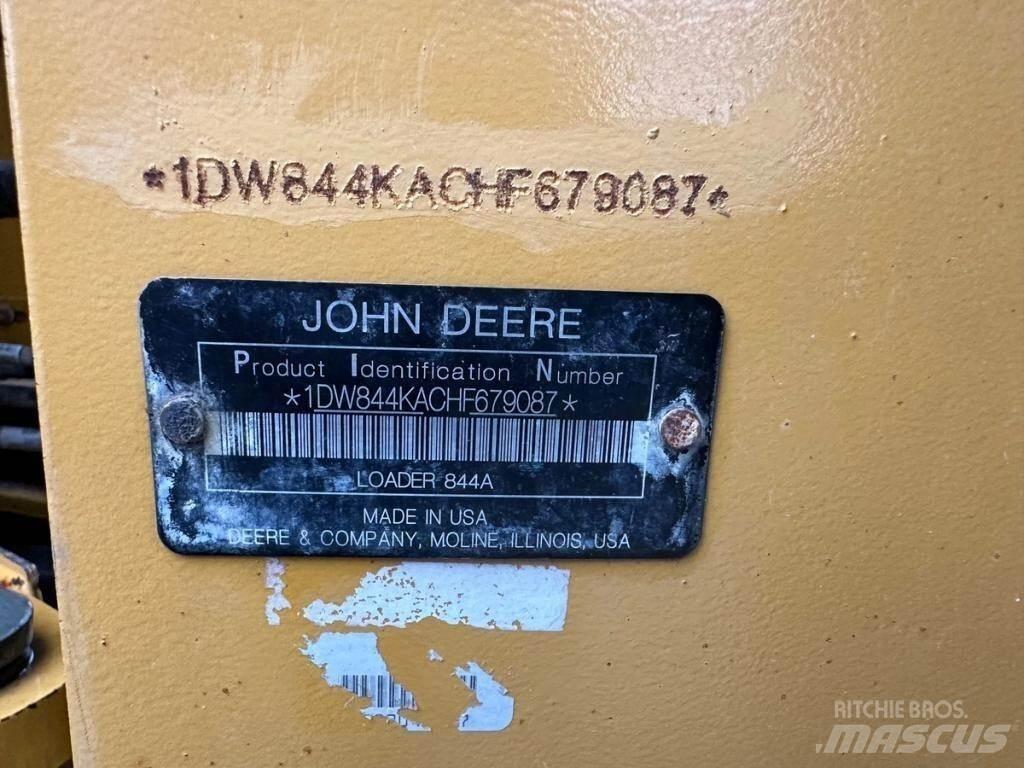 *1DW844KACHF679087*
JOHN DEERE
Product Identification Number
*1DW844KACHF679087*
LOADER 844A
MADE IN USA
DEERE & COMPANY, MOLINE, ILLINOIS, USA
RITCHIE BROS.
MASCUS